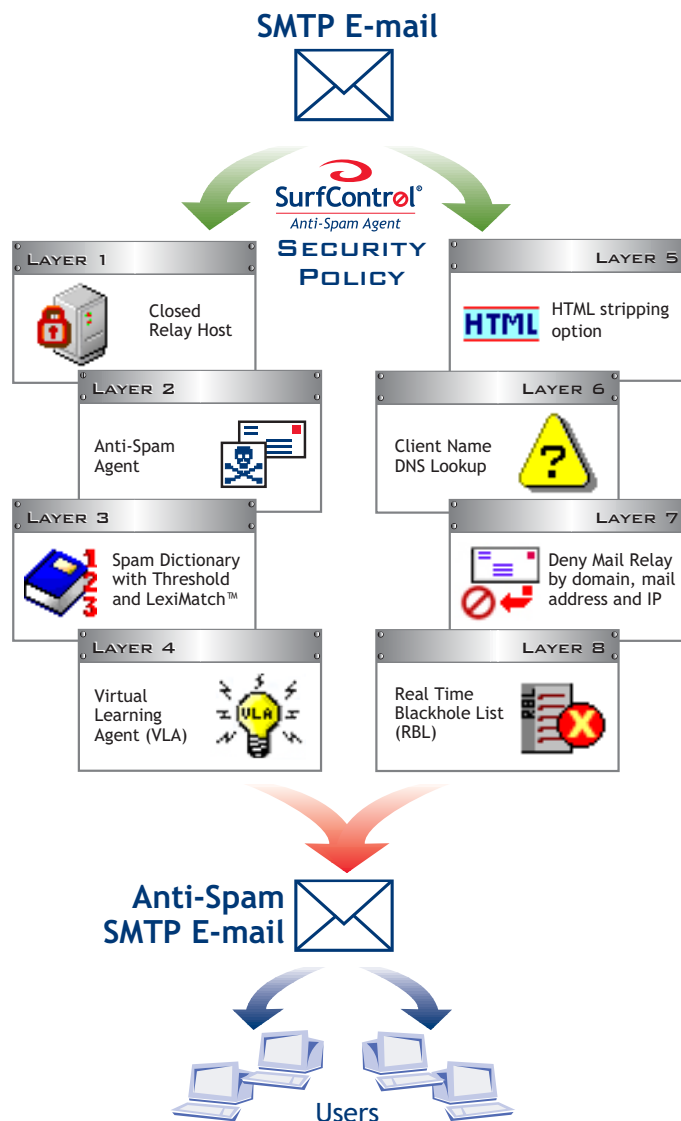 SMTP E-mail
SurfControl®
Anti-Spam Agent
SECURITY
POLICY
LAYER 1
Closed
Relay Host
LAYER 2
Anti-Spam
Agent
LAYER 3
1
2
3
Spam Dictionary
with Threshold
and LexiMatch™
LAYER 4
Virtual
Learning
Agent (VLA)
VLA
LAYER 5
HTML
HTML stripping
option
LAYER 6
Client Name
DNS Lookup
?
LAYER 7
Deny Mail Relay
by domain, mail
address and IP
LAYER 8
Real Time
Blackhole List
(RBL)
RBL
X
Anti-Spam
SMTP E-mail
Users